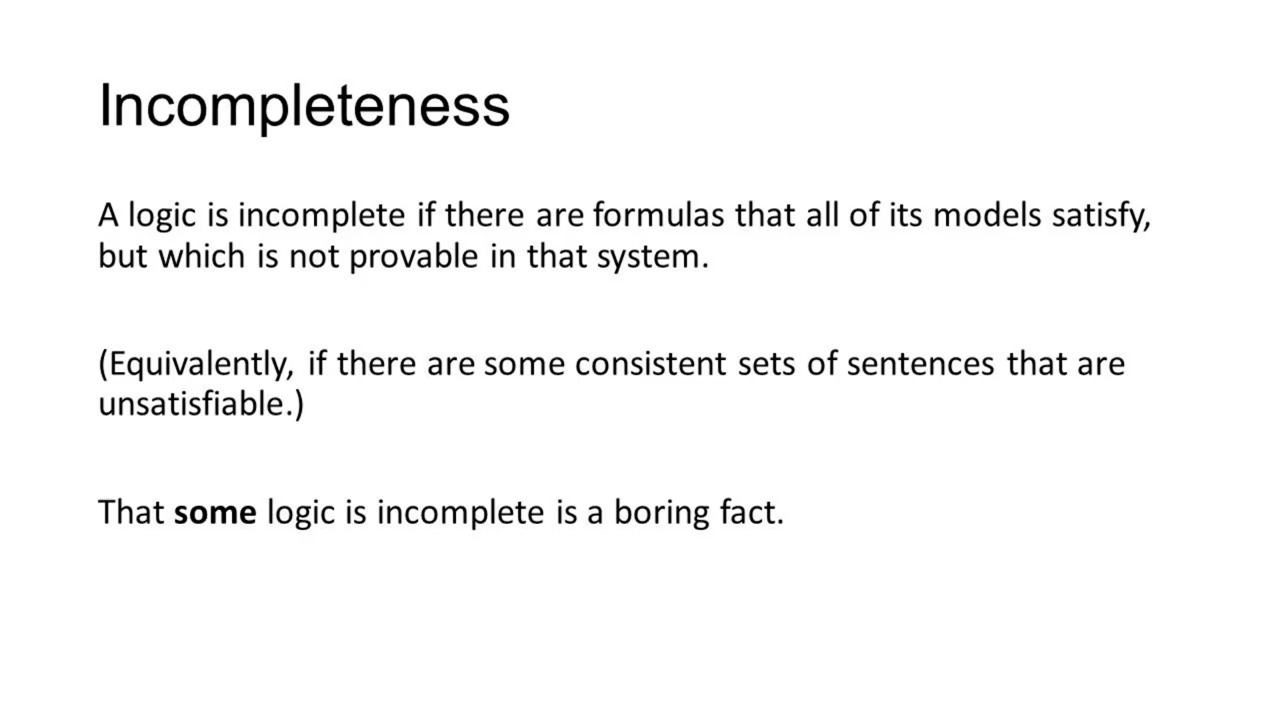 Incompleteness
A logic is incomplete if there are formulas that all of its models satisfy,
but which is not provable in that system.
(Equivalently, if there are some consistent sets of sentences that are
unsatisfiable.)
That some logic is incomplete is a boring fact.